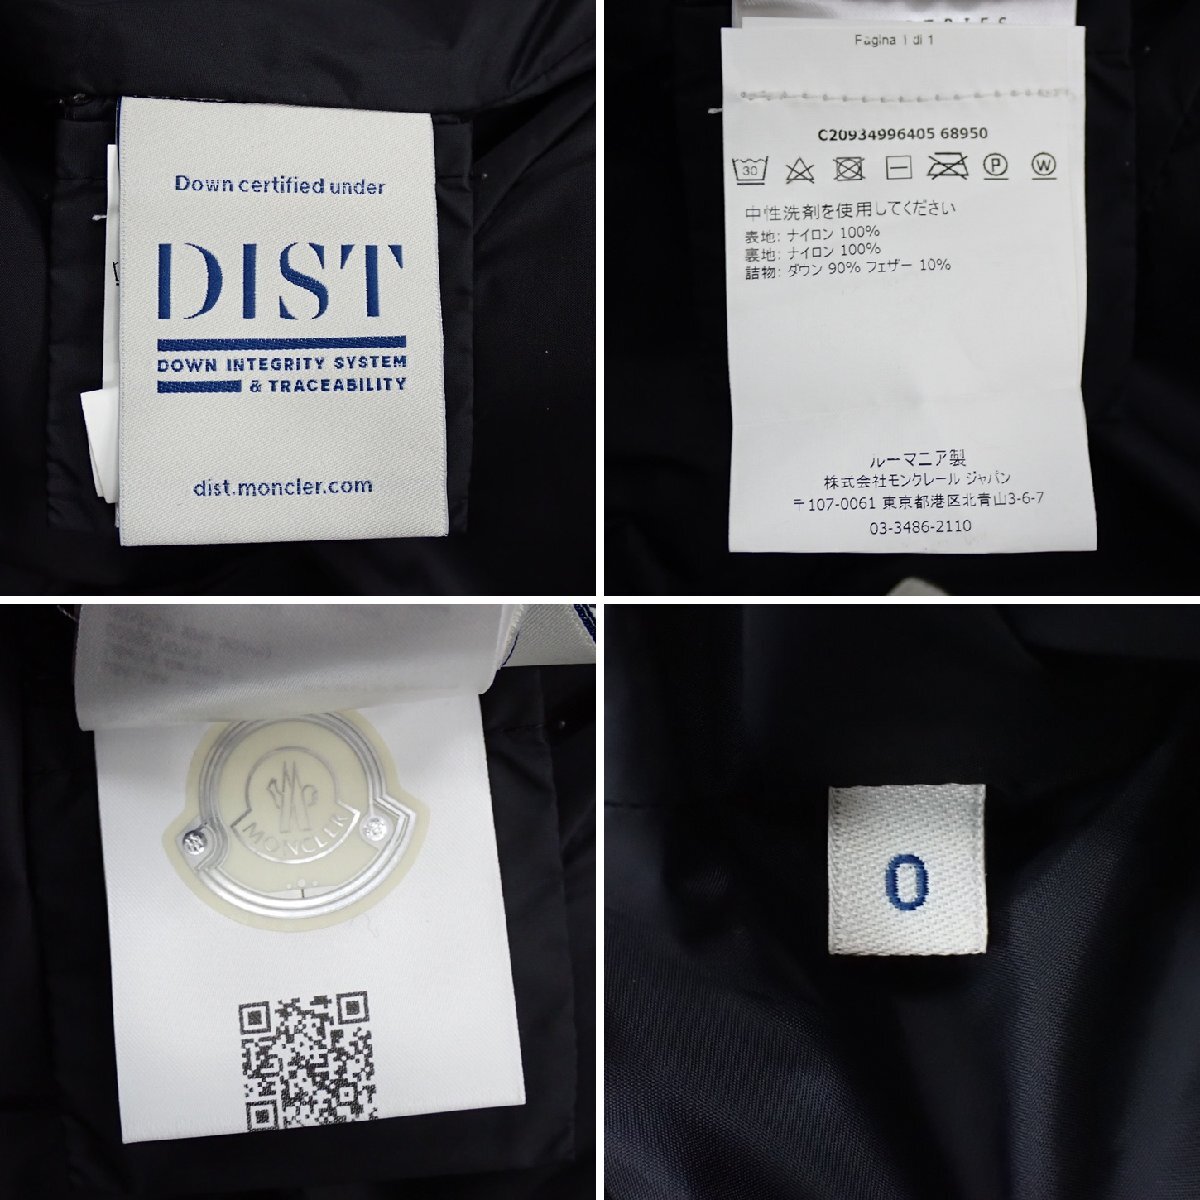 Down certified under
DIST
DOWN INTEGRITY SYSTEM
& TRACEABILITY
dist.moncler.com
Pagina 1 di 1
C20934996405 68950
30
P
W
中性洗剤を使用してください
表地: ナイロン 100%
裏地: ナイロン 100%
詰物: ダウン 90% フェザー 10%
ルーマニア製
株式会社モンクレール ジャパン
〒107-0061 東京都港区北青山3-6-7
03-3486-2110
MONCLER
0